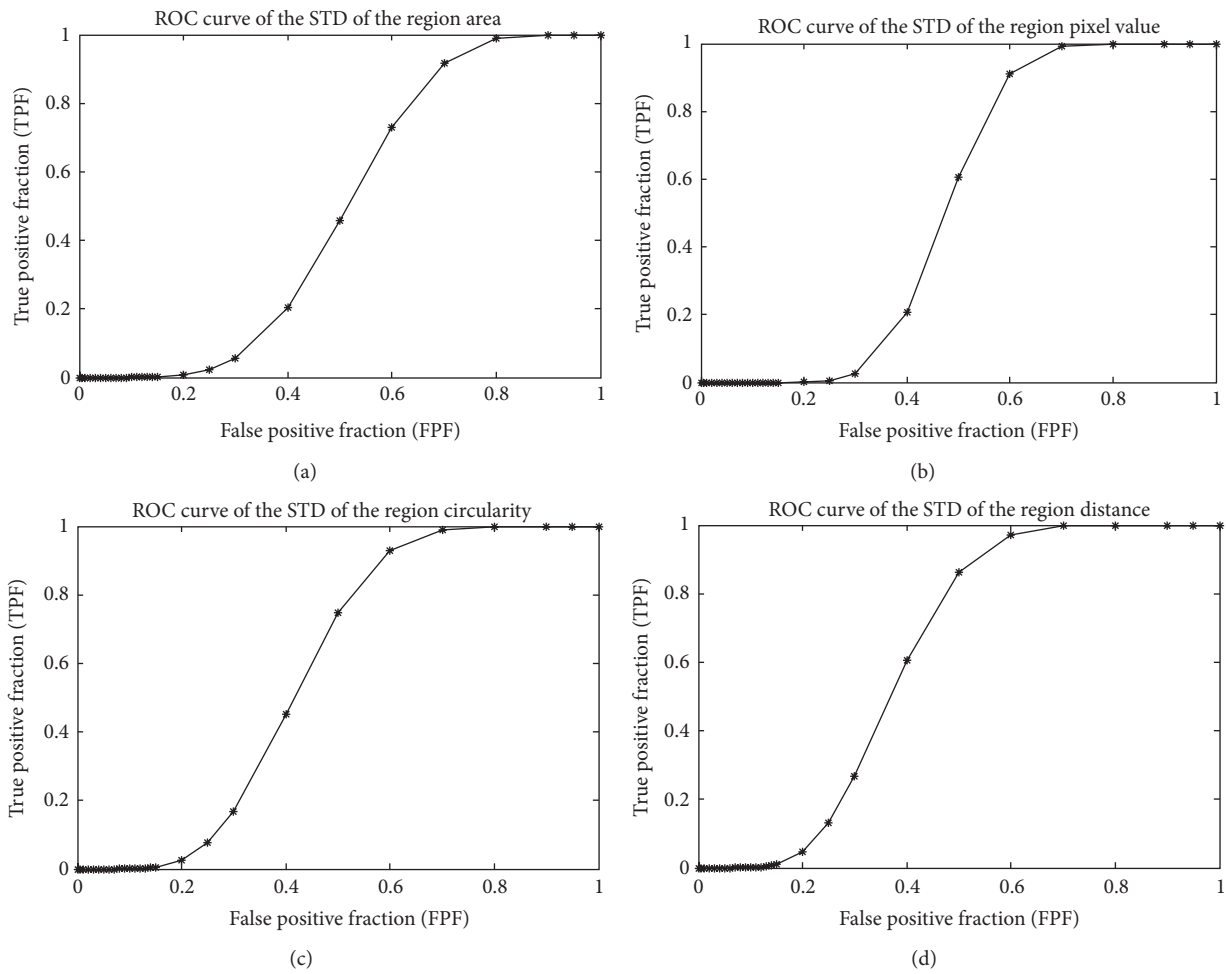 ROC curve of the STD of the region area
1
0.8
0.6
0.4
0.2
0
True positive fraction (TPF)
0 0.2 0.4 0.6 0.8 1
False positive fraction (FPF)
(a)
ROC curve of the STD of the region pixel value
1
0.8
0.6
0.4
0.2
0
True positive fraction (TPF)
0 0.2 0.4 0.6 0.8 1
False positive fraction (FPF)
(b)
ROC curve of the STD of the region circularity
1
0.8
0.6
0.4
0.2
0
True positive fraction (TPF)
0 0.2 0.4 0.6 0.8 1
False positive fraction (FPF)
(c)
ROC curve of the STD of the region distance
1
0.8
0.6
0.4
0.2
0
True positive fraction (TPF)
0 0.2 0.4 0.6 0.8 1
False positive fraction (FPF)
(d)